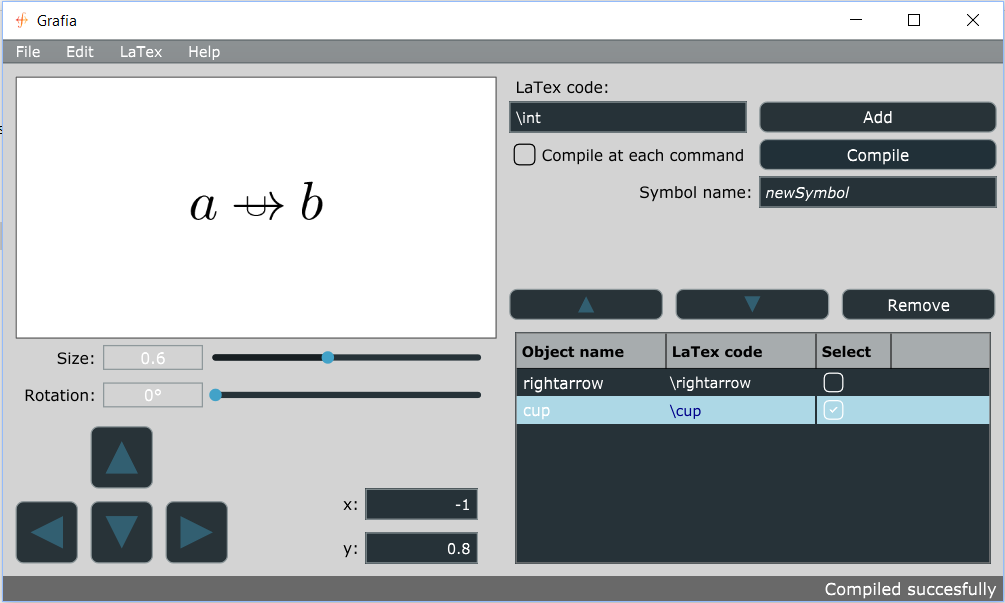 Grafia
File Edit LaTex Help
a ⇸ b
LaTex code:
\int
Add
Compile at each command
Compile
Symbol name:
newSymbol
Remove
Size:
0.6
Rotation:
0°
Object name LaTex code Select
rightarrow \rightarrow
cup \cup
x:
-1
y:
0.8
Compiled succesfully